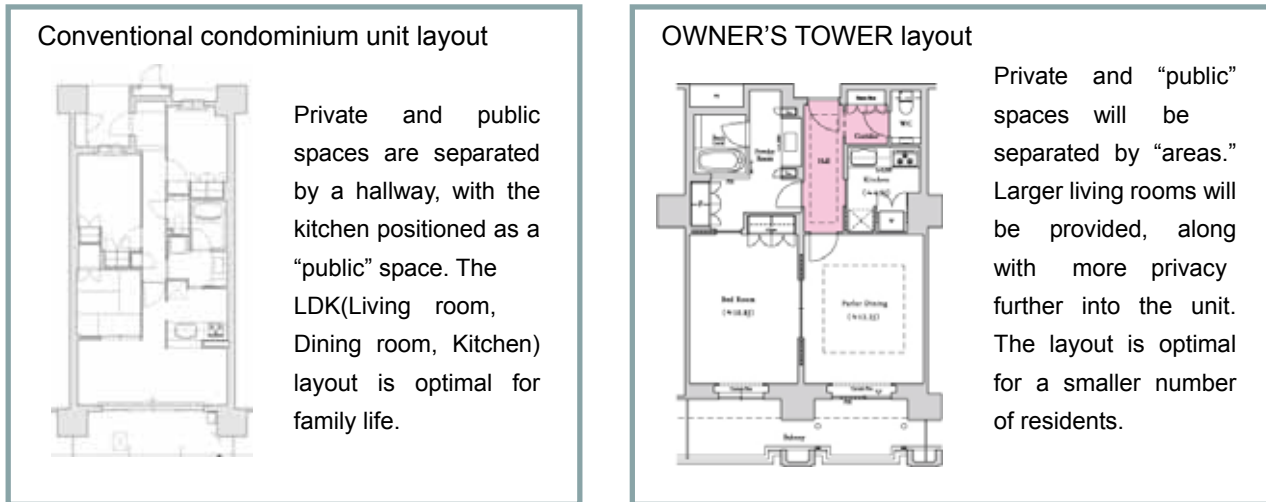 Conventional condominium unit layout
Private and public
spaces are separated
by a hallway, with the
kitchen positioned as a
“public” space. The
LDK(Living room,
Dining room, Kitchen)
layout is optimal for
family life.
OWNER’S TOWER layout
Private and “public”
spaces will be
separated by “areas.”
Larger living rooms will
be provided, along
with more privacy
further into the unit.
The layout is optimal
for a smaller number
of residents.
WC
Corridor
Powder
Room
Hall
Kitchen
Bed Room
Parlor Dining
Balcony